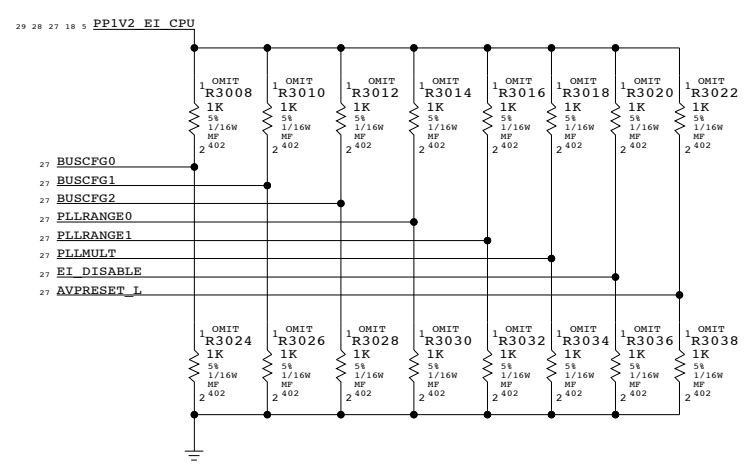 29 28 27 18 5 PP1V2_EI_CPU
OMIT OMIT OMIT OMIT OMIT OMIT OMIT OMIT
1 R3008 1 R3010 1 R3012 1 R3014 1 R3016 1 R3018 1 R3020 1 R3022
1K 1K 1K 1K 1K 1K 1K 1K
5% 5% 5% 5% 5% 5% 5% 5%
1/16W 1/16W 1/16W 1/16W 1/16W 1/16W 1/16W 1/16W
MF MF MF MF MF MF MF MF
2 402 2 402 2 402 2 402 2 402 2 402 2 402 2 402
27 BUSCFG0
27 BUSCFG1
27 BUSCFG2
27 PLLRANGE0
27 PLLRANGE1
27 PLLMULT
27 EI_DISABLE
27 AVPRESET_L
OMIT OMIT OMIT OMIT OMIT OMIT OMIT OMIT
1 R3024 1 R3026 1 R3028 1 R3030 1 R3032 1 R3034 1 R3036 1 R3038
1K 1K 1K 1K 1K 1K 1K 1K
5% 5% 5% 5% 5% 5% 5% 5%
1/16W 1/16W 1/16W 1/16W 1/16W 1/16W 1/16W 1/16W
MF MF MF MF MF MF MF MF
2 402 2 402 2 402 2 402 2 402 2 402 2 402 2 402